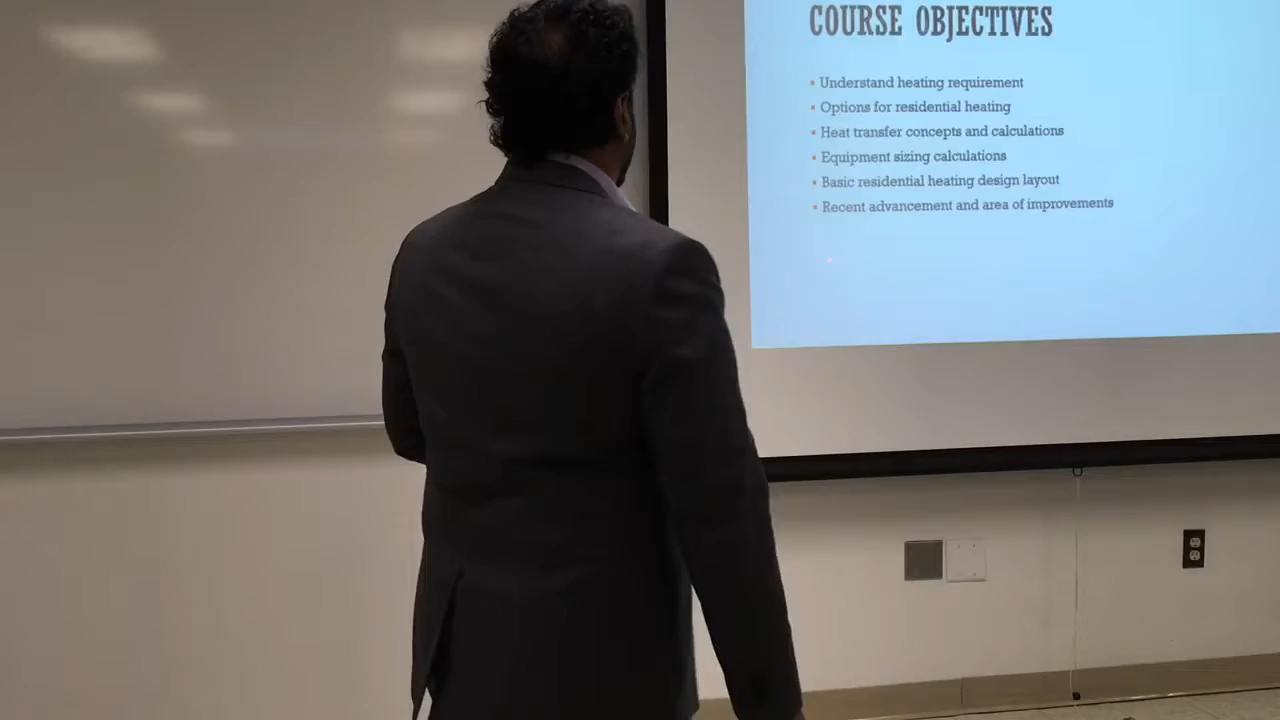 COURSE OBJECTIVES
▪ Understand heating requirement
▪ Options for residential heating
▪ Heat transfer concepts and calculations
▪ Equipment sizing calculations
▪ Basic residential heating design layout
▪ Recent advancement and area of improvements